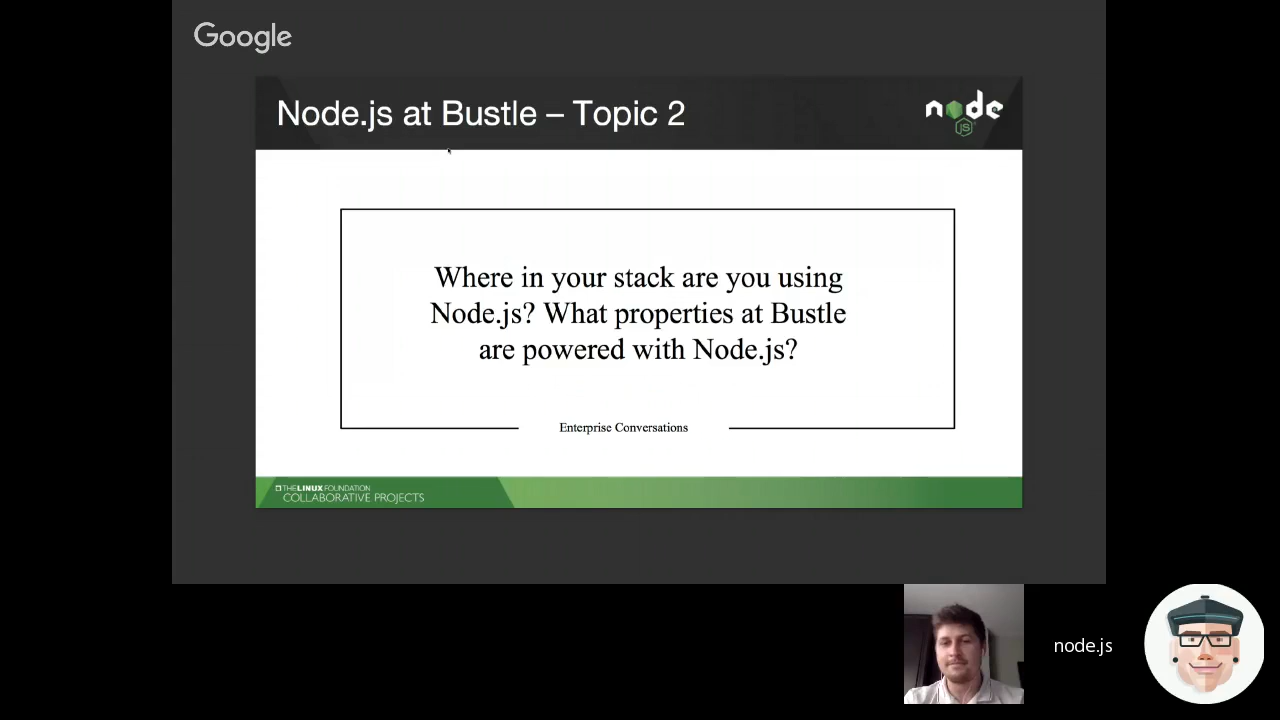 Google
Node.js at Bustle – Topic 2
node
JS
Where in your stack are you using
Node.js? What properties at Bustle
are powered with Node.js?
Enterprise Conversations
THE LINUX FOUNDATION
COLLABORATIVE PROJECTS
node.js